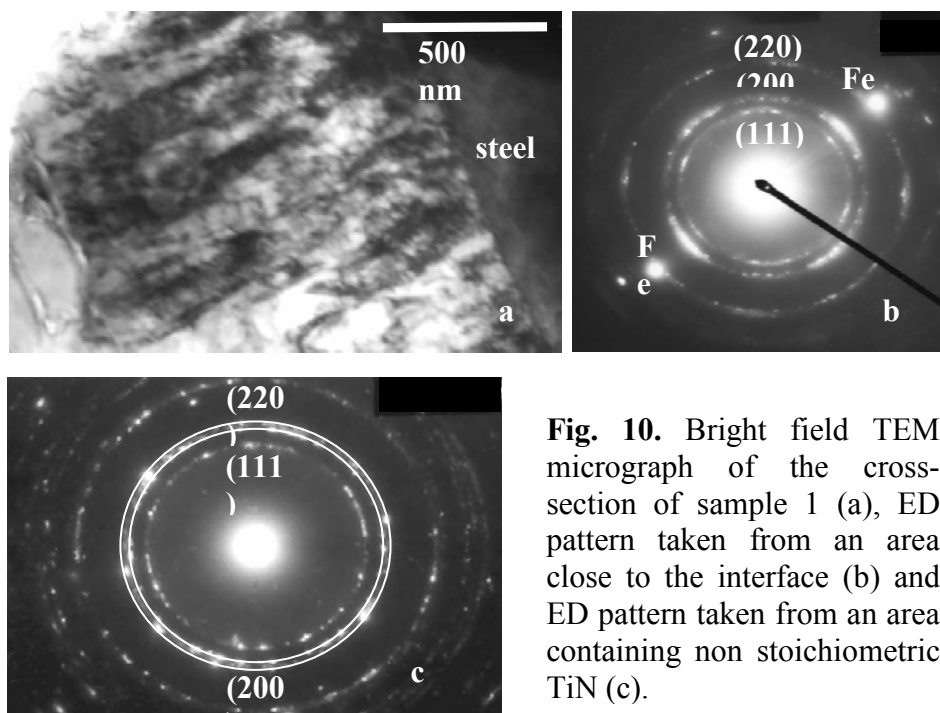 500
nm
steel
a
(220)
(200
(111)
Fe
F
e
b
(220
)
(111
)
(200
c
Fig. 10. Bright field TEM
micrograph of the cross-
section of sample 1 (a), ED
pattern taken from an area
close to the interface (b) and
ED pattern taken from an area
containing non stoichiometric
TiN (c).